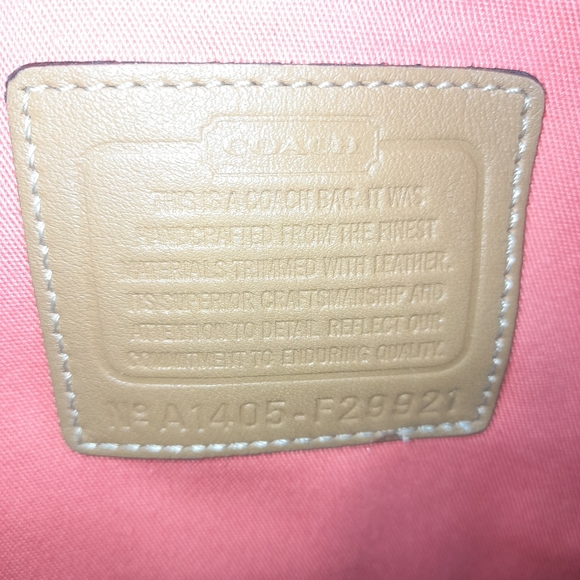 COACH
THIS IS A COACH BAG. IT WAS
HANDCRAFTED FROM THE FINEST
MATERIALS TRIMMED WITH LEATHER.
ITS SUPERIOR CRAFTSMANSHIP AND
ATTENTION TO DETAIL REFLECT OUR
COMMITMENT TO ENDURING QUALITY.
Nº A1405-F29921